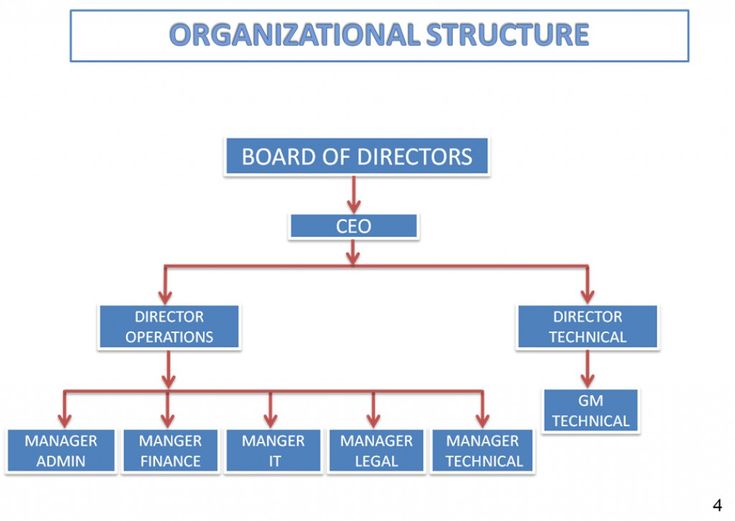 ORGANIZATIONAL STRUCTURE
BOARD OF DIRECTORS
CEO
DIRECTOR
OPERATIONS
DIRECTOR
TECHNICAL
GM
TECHNICAL
MANAGER
ADMIN
MANGER
FINANCE
MANGER
IT
MANAGER
LEGAL
MANAGER
TECHNICAL
4